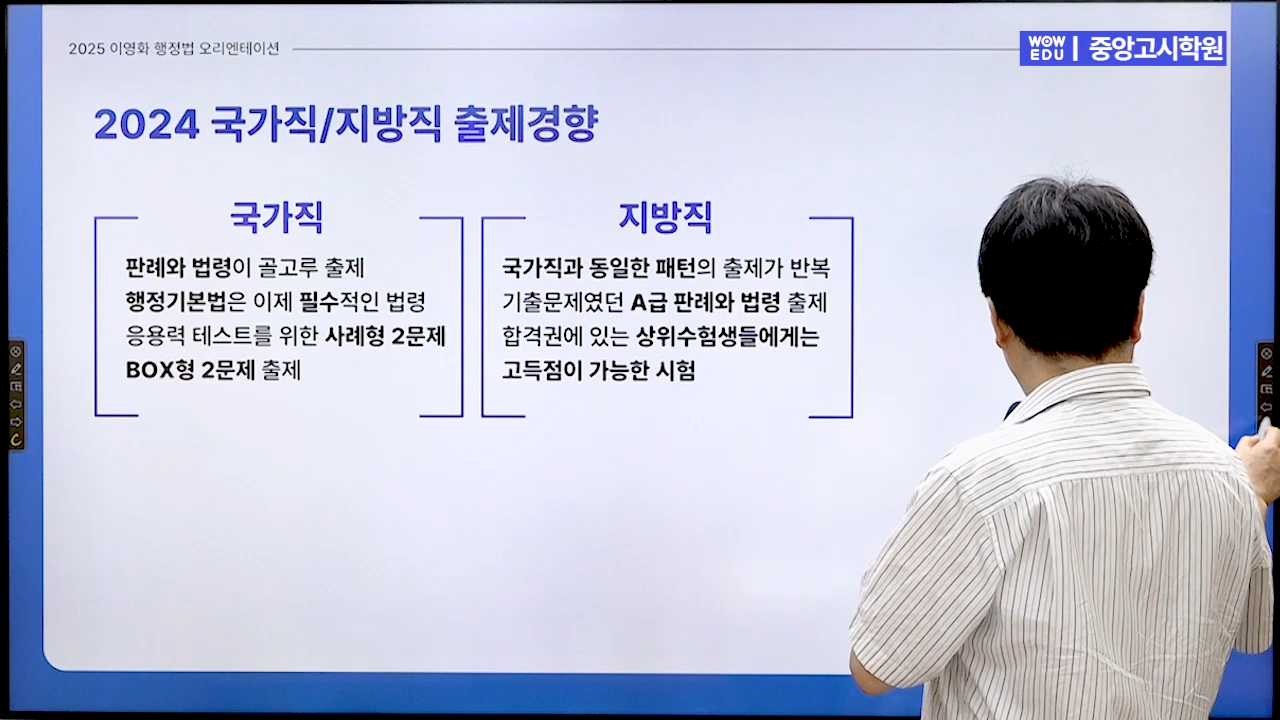 2025 이영화 행정법 오리엔테이션
WOW EDU | 중앙고시학원
2024 국가직/지방직 출제경향
국가직
판례와 법령이 골고루 출제
행정기본법은 이제 필수적인 법령
응용력 테스트를 위한 사례형 2문제
BOX형 2문제 출제
지방직
국가직과 동일한 패턴의 출제가 반복
기출문제였던 A급 판례와 법령 출제
합격권에 있는 상위수험생들에게는
고득점이 가능한 시험